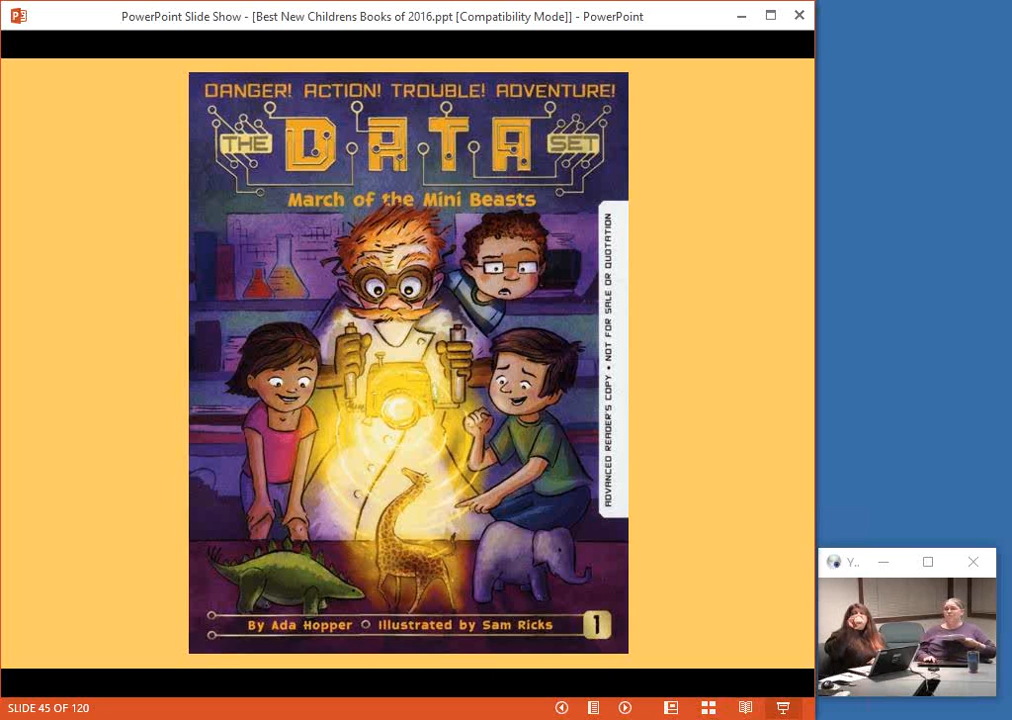 PowerPoint Slide Show - [Best New Childrens Books of 2016.ppt [Compatibility Mode]] - PowerPoint
DANGER! ACTION! TROUBLE! ADVENTURE!
THE DATA SET
March of the Mini Beasts
ADVANCED READER'S COPY • NOT FOR SALE OR QUOTATION
By Ada Hopper Illustrated by Sam Ricks
1
Y..
SLIDE 45 OF 120